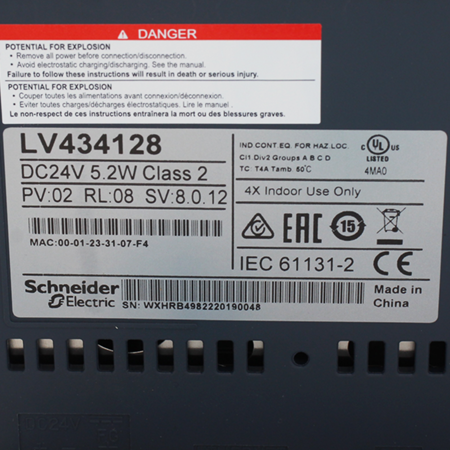 DANGER
POTENTIAL FOR EXPLOSION
• Remove all power before connection/disconnection.
• Avoid electrostatic charging/discharging. See the manual.
Failure to follow these instructions will result in death or serious injury.
POTENTIAL FOR EXPLOSION
• Couper toutes les alimentations avant connexion/déconnexion.
• Eviter toutes charges/décharges électrostatiques. Lire le manuel.
Le non-respect de ces instructions entraînera la mort ou des blessures graves.
LV434128
DC24V 5.2W Class 2
PV:02 RL:08 SV:8.0.12
MAC:00-01-23-31-07-F4
IND.CONT.EQ. FOR HAZ.LOC.
Cl1.Div2 Groups A B C D
TC T4A Tamb: 60°C
c UL US
LISTED
4MA0
4X Indoor Use Only
EAC
15
IEC 61131-2
CE
Schneider
Electric
SN: WXHRB4982220190048
Made in
China